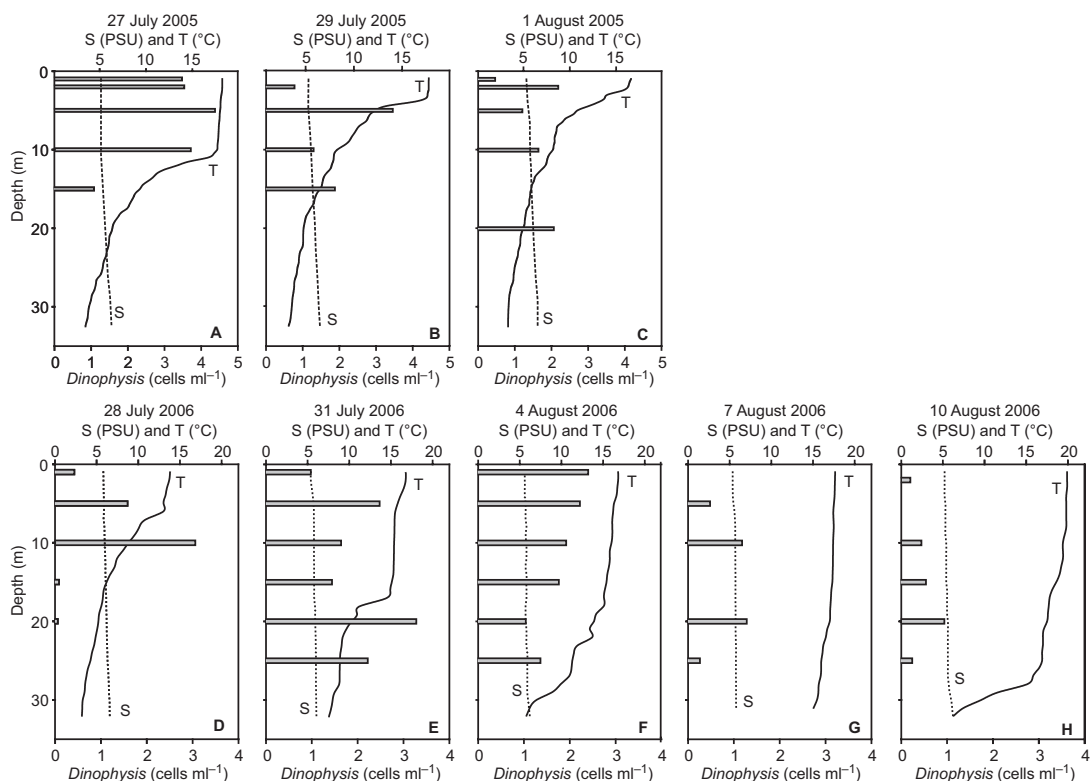 27 July 2005
S (PSU) and T (°C)
5 10 15
29 July 2005
S (PSU) and T (°C)
5 10 15
1 August 2005
S (PSU) and T (°C)
5 10 15
Depth (m)
0
10
20
30
T
S
A
T
S
B
T
S
C
0 1 2 3 4 5
Dinophysis (cells ml⁻¹)
0 1 2 3 4 5
Dinophysis (cells ml⁻¹)
0 1 2 3 4 5
Dinophysis (cells ml⁻¹)
28 July 2006
S (PSU) and T (°C)
0 5 10 15 20
31 July 2006
S (PSU) and T (°C)
0 5 10 15 20
4 August 2006
S (PSU) and T (°C)
0 5 10 15 20
7 August 2006
S (PSU) and T (°C)
0 5 10 15 20
10 August 2006
S (PSU) and T (°C)
0 5 10 15 20
Depth (m)
0
10
20
30
T
S
D
T
S
E
T
S
F
T
S
G
T
S
H
0 1 2 3 4
Dinophysis (cells ml⁻¹)
0 1 2 3 4
Dinophysis (cells ml⁻¹)
0 1 2 3 4
Dinophysis (cells ml⁻¹)
0 1 2 3 4
Dinophysis (cells ml⁻¹)
0 1 2 3 4
Dinophysis (cells ml⁻¹)